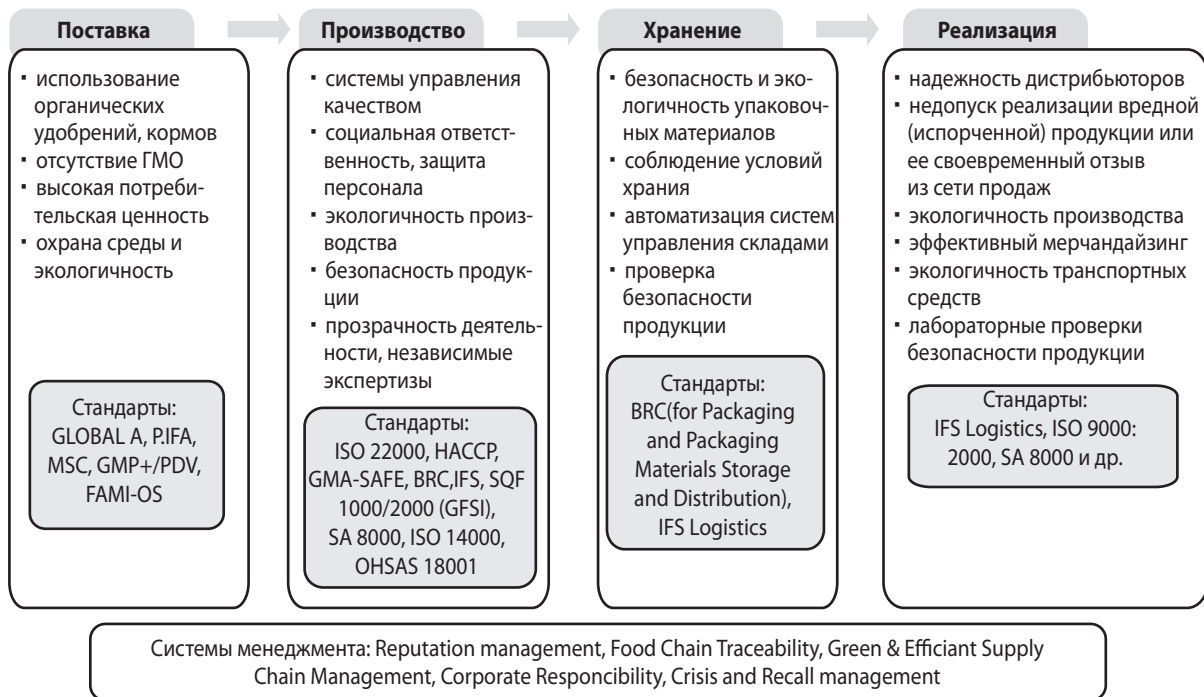 Поставка
использование
органических
удобрений, кормов
отсутствие ГМО
высокая потреби-
тельская ценность
охрана среды и
экологичность
Стандарты:
GLOBAL A, P.IFA,
MSC, GMP+/PDV,
FAMI-OS
Производство
системы управления
качеством
социальная ответст-
венность, защита
персонала
экологичность произ-
водства
безопасность продук-
ции
прозрачность деятель-
ности, независимые
экспертизы
Стандарты:
ISO 22000, HACCP,
GMA-SAFE, BRC,IFS, SQF
1000/2000 (GFSI),
SA 8000, ISO 14000,
OHSAS 18001
Хранение
безопасность и эко-
логичность упаковоч-
ных материалов
соблюдение условий
храния
автоматизация систем
управления складами
проверка
безопасности
продукции
Стандарты:
BRC(for Packaging
and Packaging
Materials Storage
and Distribution),
IFS Logistics
Реализация
надежность дистрибьюторов
недопуск реализации вредной
(испорченной) продукции или
ее своевременный отзыв
из сети продаж
экологичность производства
эффективный мерчандайзинг
экологичность транспортных
средств
лабораторные проверки
безопасности продукции
Стандарты:
IFS Logistics, ISO 9000:
2000, SA 8000 и др.
Системы менеджмента: Reputation management, Food Chain Traceability, Green & Efficiant Supply
Chain Management, Corporate Responcibility, Crisis and Recall management